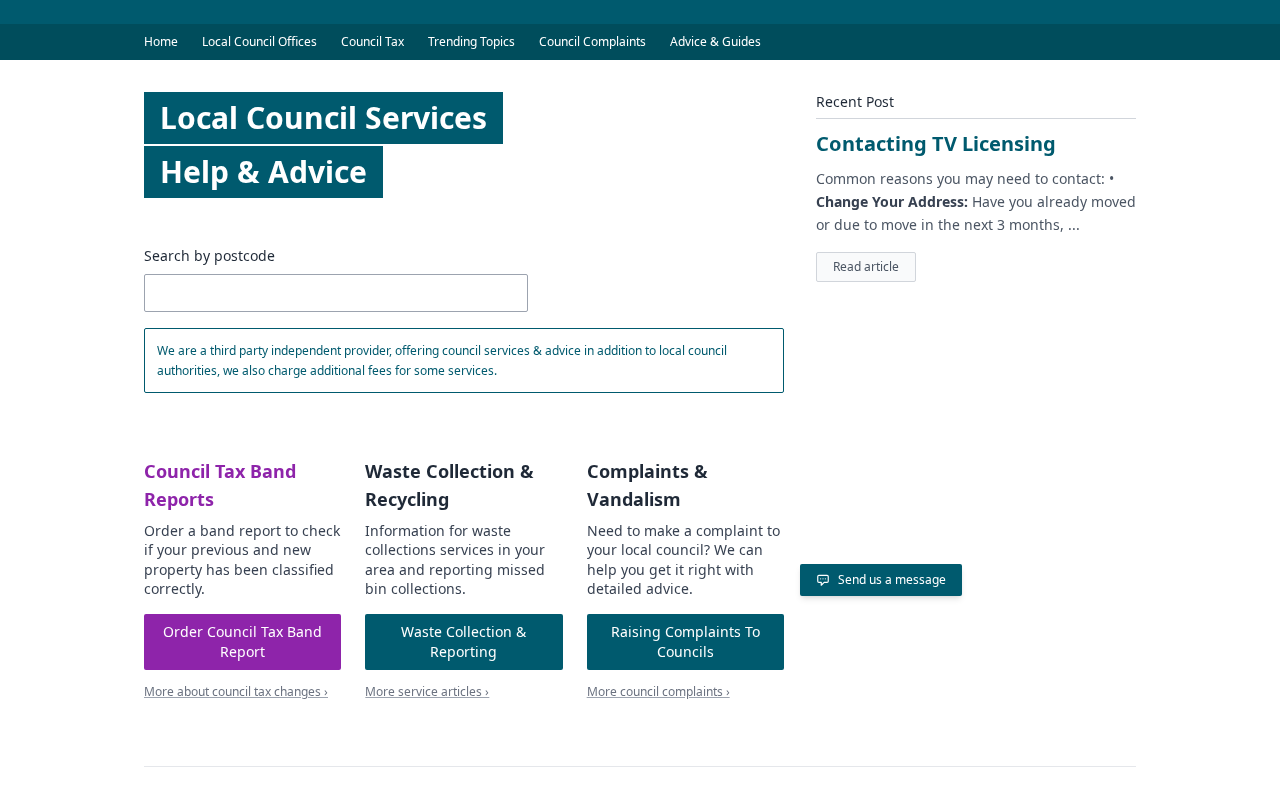 Home
Local Council Offices
Council Tax
Trending Topics
Council Complaints
Advice & Guides
Local Council Services
Help & Advice
Search by postcode
We are a third party independent provider, offering council services & advice in addition to local council
authorities, we also charge additional fees for some services.
Council Tax Band
Reports
Order a band report to check
if your previous and new
property has been classified
correctly.
Order Council Tax Band
Report
More about council tax changes ›
Waste Collection &
Recycling
Information for waste
collections services in your
area and reporting missed
bin collections.
Waste Collection &
Reporting
More service articles ›
Complaints &
Vandalism
Need to make a complaint to
your local council? We can
help you get it right with
detailed advice.
Raising Complaints To
Councils
More council complaints ›
Recent Post
Contacting TV Licensing
Common reasons you may need to contact: •
Change Your Address: Have you already moved
or due to move in the next 3 months, ...
Read article
Send us a message